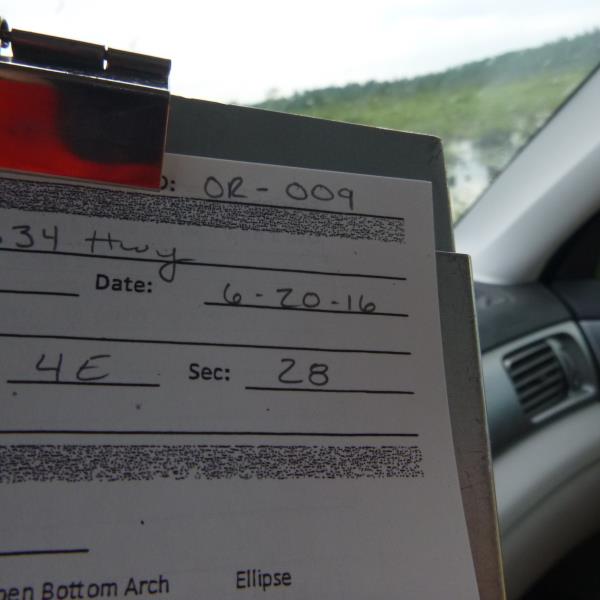 D: OR-009
34 Hwy
Date: 6-20-16
4E Sec: 28
Bottom Arch Ellipse